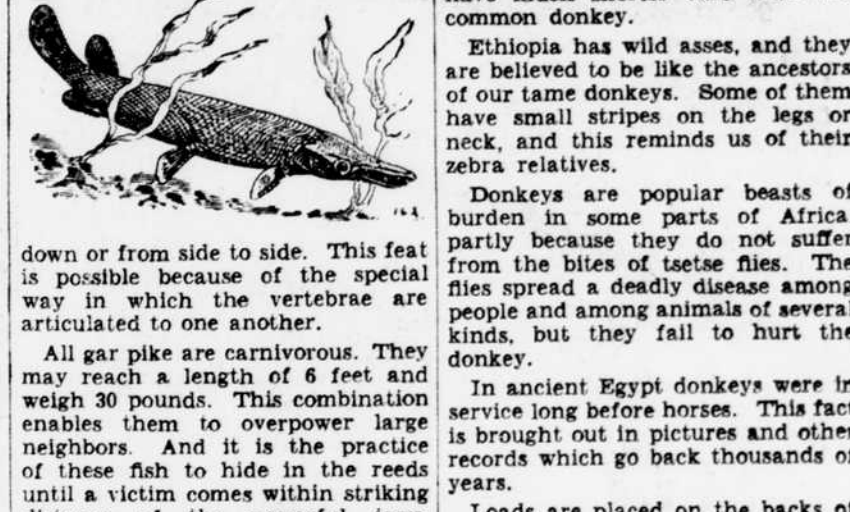 down or from side to side. This feat
is possible because of the special
way in which the vertebrae are
articulated to one another.
All gar pike are carnivorous. They
may reach a length of 6 feet and
weigh 30 pounds. This combination
enables them to overpower large
neighbors. And it is the practice
of these fish to hide in the reeds
until a victim comes within striking
common donkey.
Ethiopia has wild asses, and they
are believed to be like the ancestors
of our tame donkeys. Some of them
have small stripes on the legs or
neck, and this reminds us of their
zebra relatives.
Donkeys are popular beasts of
burden in some parts of Africa
partly because they do not suffer
from the bites of tsetse flies. The
flies spread a deadly disease among
people and among animals of several
kinds, but they fail to hurt the
donkey.
In ancient Egypt donkeys were in
service long before horses. This fact
is brought out in pictures and other
records which go back thousands of
years.
Loads are placed on the backs of